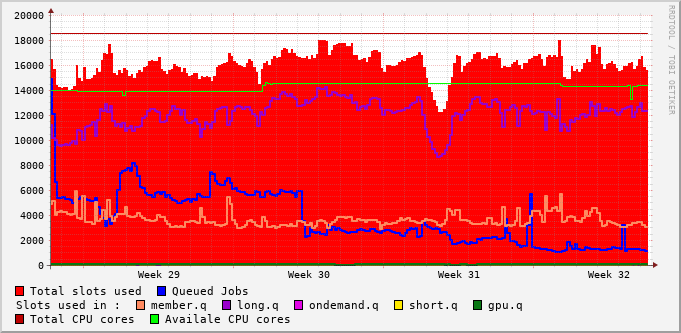 RRDTOOL / TOBI OETIKER
20000
18000
16000
14000
12000
10000
8000
6000
4000
2000
0
Week 29 Week 30 Week 31 Week 32
Total slots used Queued Jobs
Slots used in : member.q long.q ondemand.q short.q gpu.q
Total CPU cores Availale CPU cores